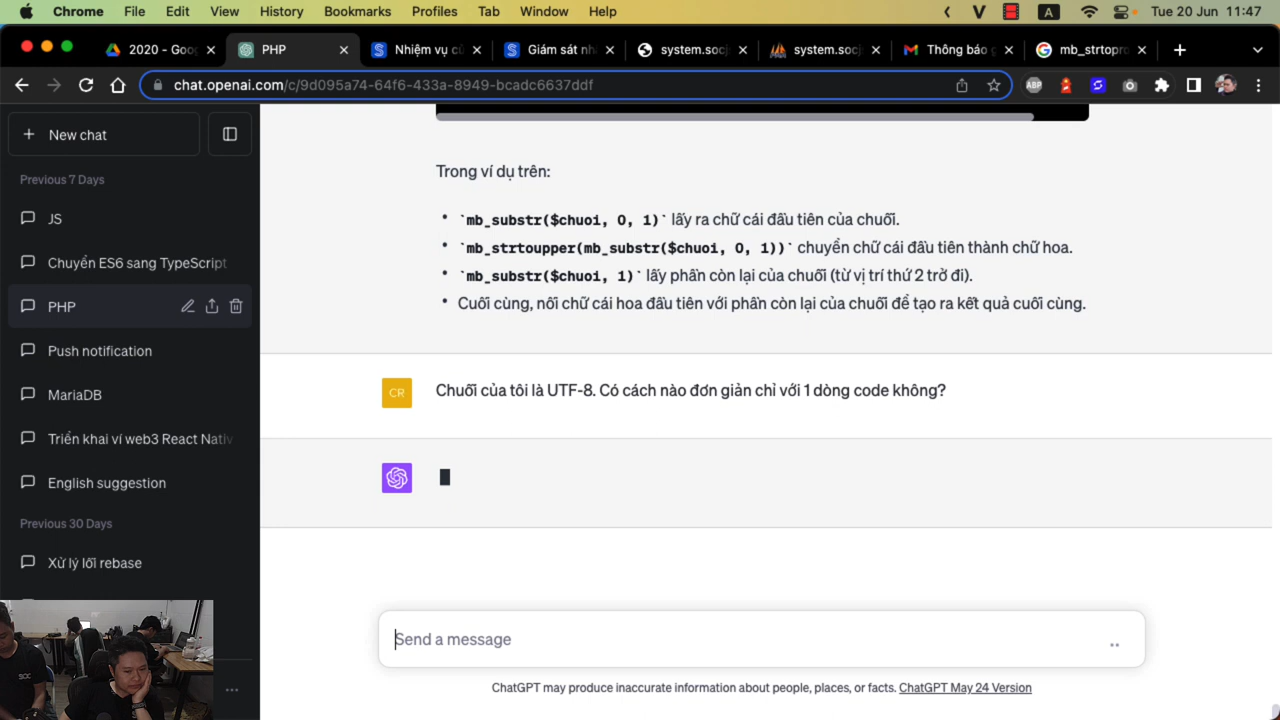 Chrome File Edit View History Bookmarks Profiles Tab Window Help A Tue 20 Jun 11:47
2020 - Goo PHP Nhiệm vụ củ Giám sát nh system.soc system.soc Thông báo mb_strtopro
chat.openai.com/c/9d095a74-64f6-433a-8949-bcadc6637ddf ABP
New chat
Previous 7 Days
JS
Chuyển ES6 sang TypeScript
PHP
Push notification
MariaDB
Triển khai ví web3 React Nativ
English suggestion
Previous 30 Days
Xử lý lỗi rebase
Trong ví dụ trên:
• `mb_substr($chuoi, 0, 1)` lấy ra chữ cái đầu tiên của chuỗi.
• `mb_strtoupper(mb_substr($chuoi, 0, 1))` chuyển chữ cái đầu tiên thành chữ hoa.
• `mb_substr($chuoi, 1)` lấy phần còn lại của chuỗi (từ vị trí thứ 2 trở đi).
• Cuối cùng, nối chữ cái hoa đầu tiên với phần còn lại của chuỗi để tạo ra kết quả cuối cùng.
CR Chuỗi của tôi là UTF-8. Có cách nào đơn giản chỉ với 1 dòng code không?
Send a message
ChatGPT may produce inaccurate information about people, places, or facts. ChatGPT May 24 Version